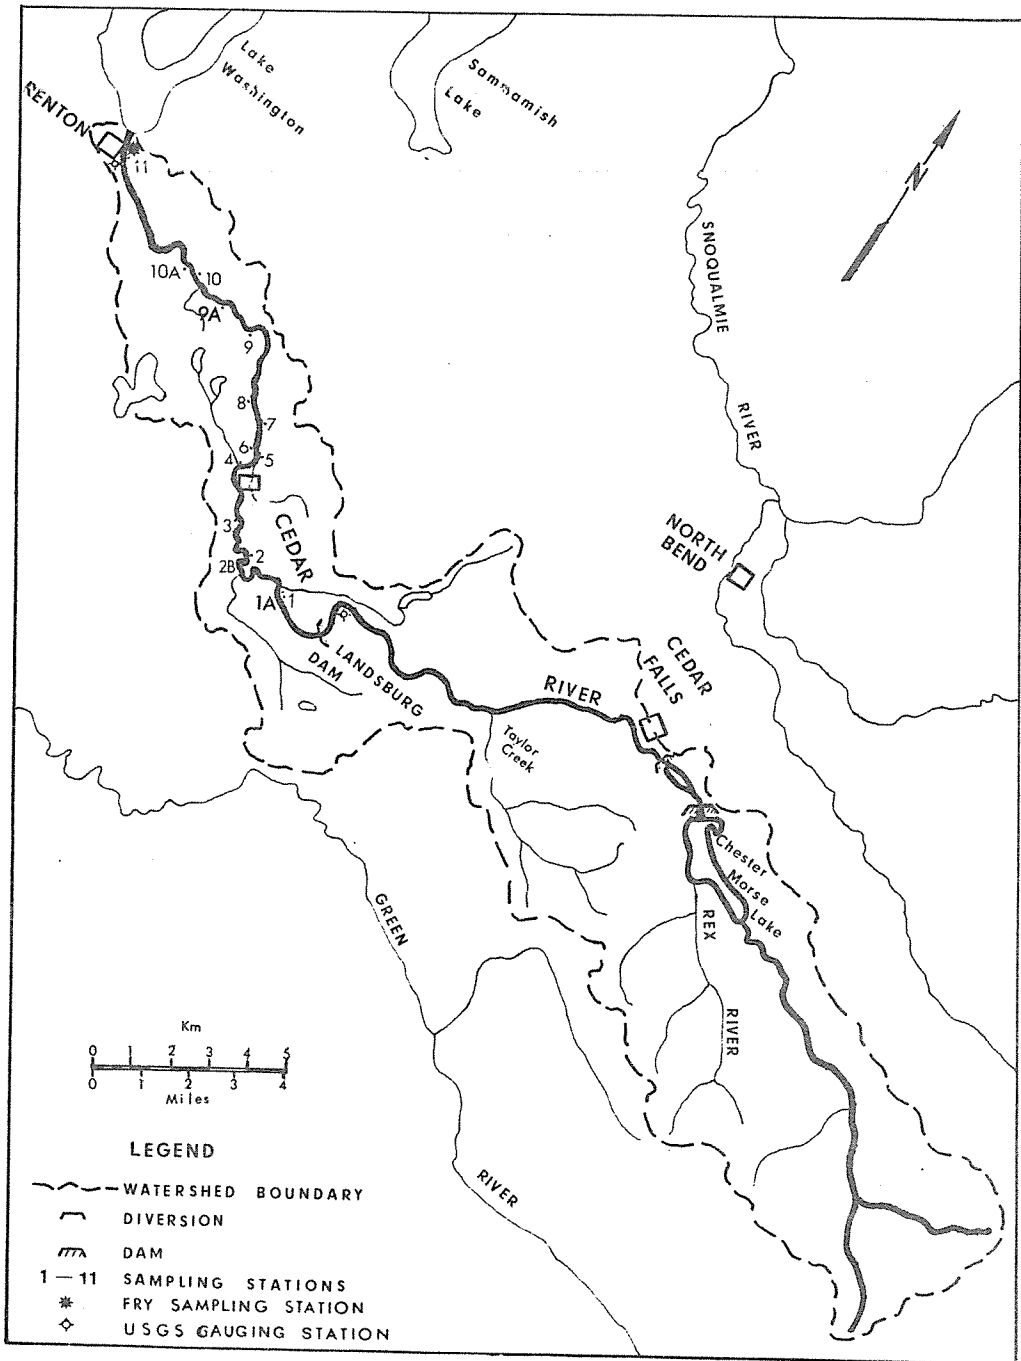 Lake
Washington
Sammamish
Lake
RENTON
11
N
SNOQUALMIE
RIVER
10A
10
9A
9
8
7
6
5
4
3
2
2B
1A
1
CEDAR
RIVER
NORTH
BEND
CEDAR
FALLS
LANDSBURG
DAM
Taylor
Creek
Chester
Morse
Lake
REX
RIVER
GREEN
RIVER
Km
0 1 2 3 4 5
0 1 2 3 4
Miles
LEGEND
WATERSHED BOUNDARY
DIVERSION
DAM
1 — 11 SAMPLING STATIONS
FRY SAMPLING STATION
USGS GAUGING STATION